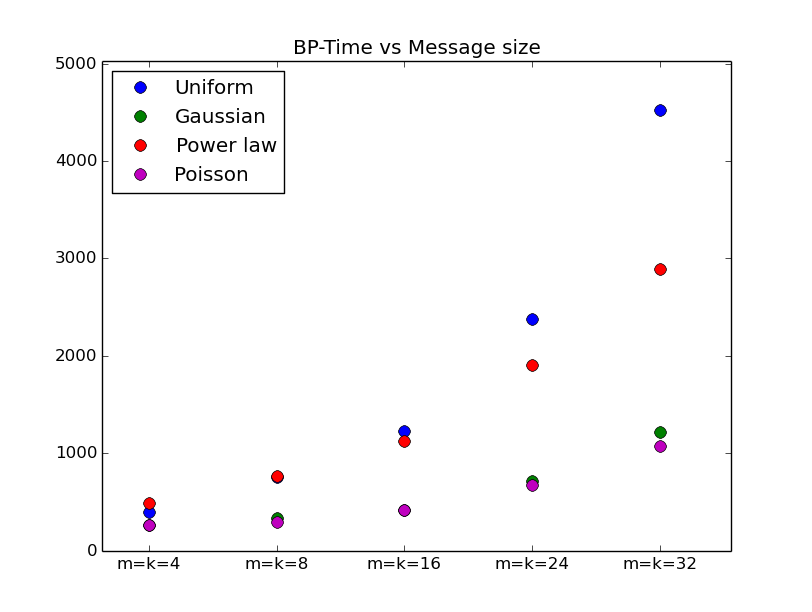 BP-Time vs Message size
Uniform
Gaussian
Power law
Poisson
5000
4000
3000
2000
1000
0
m=k=4 m=k=8 m=k=16 m=k=24 m=k=32